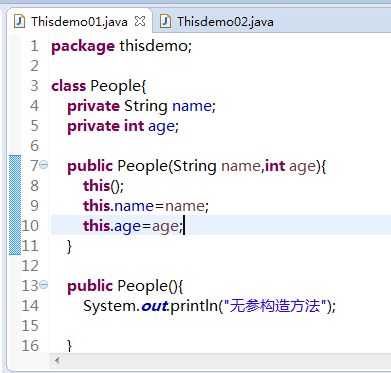 Thisdemo01.java Thisdemo02.java
1 package thisdemo;
2
3 class People{
4 private String name;
5 private int age;
6
7 public People(String name,int age){
8 this();
9 this.name=name;
10 this.age=age;
11 }
12
13 public People(){
14 System.out.println("无参构造方法");
15
16 }